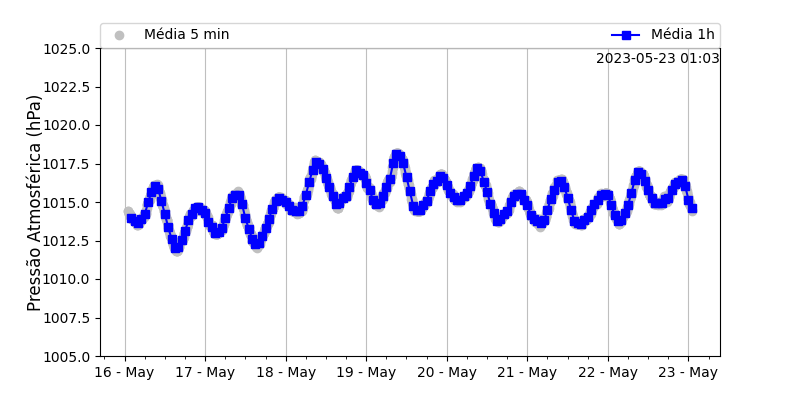 Média 5 min
Média 1h
2023-05-23 01:03
Pressão Atmosférica (hPa)
1025.0
1022.5
1020.0
1017.5
1015.0
1012.5
1010.0
1007.5
1005.0
16 - May 17 - May 18 - May 19 - May 20 - May 21 - May 22 - May 23 - May